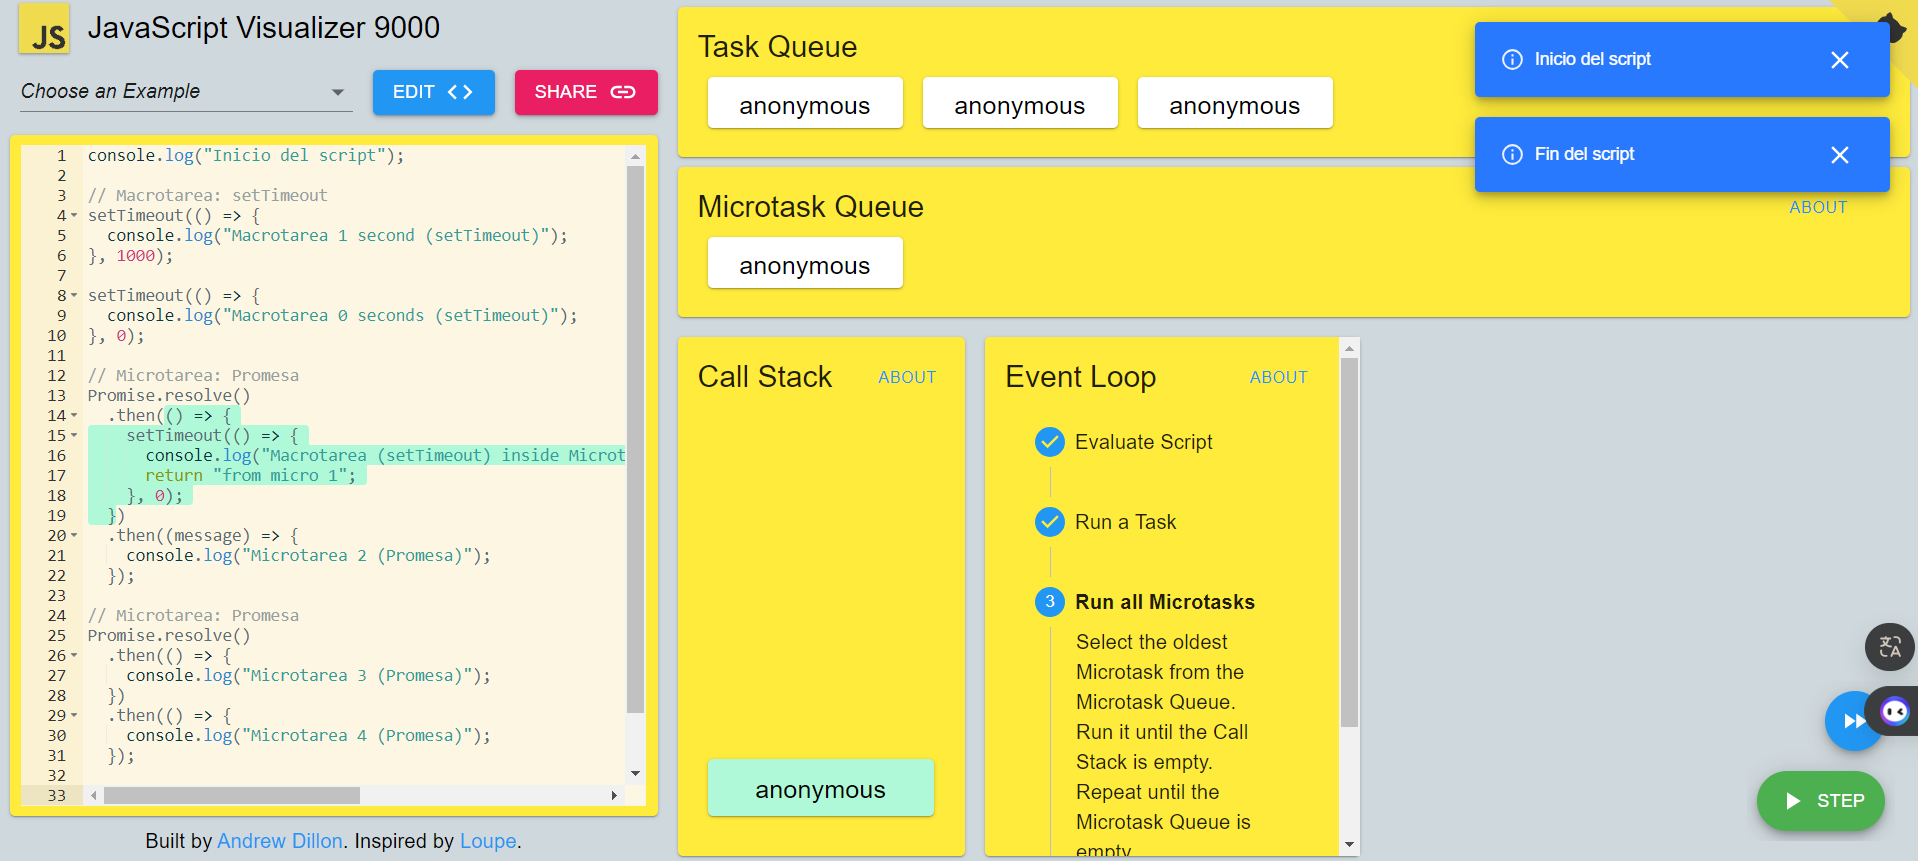 JS
JavaScript Visualizer 9000
Choose an Example
EDIT
SHARE
1 console.log("Inicio del script");
2
3 // Macrotarea: setTimeout
4 setTimeout(() => {
5 console.log("Macrotarea 1 second (setTimeout)");
6 }, 1000);
7
8 setTimeout(() => {
9 console.log("Macrotarea 0 seconds (setTimeout)");
10 }, 0);
11
12 // Microtarea: Promesa
13 Promise.resolve()
14 .then(() => {
15 setTimeout(() => {
16 console.log("Macrotarea (setTimeout) inside Microt
17 return "from micro 1";
18 }, 0);
19 })
20 .then((message) => {
21 console.log("Microtarea 2 (Promesa)");
22 });
23
24 // Microtarea: Promesa
25 Promise.resolve()
26 .then(() => {
27 console.log("Microtarea 3 (Promesa)");
28 })
29 .then(() => {
30 console.log("Microtarea 4 (Promesa)");
31 });
32
33
Built by Andrew Dillon. Inspired by Loupe.
Task Queue
anonymous anonymous anonymous
Inicio del script
Fin del script
Microtask Queue
ABOUT
anonymous
Call Stack
ABOUT
anonymous
Event Loop
ABOUT
Evaluate Script
Run a Task
3 Run all Microtasks
Select the oldest
Microtask from the
Microtask Queue.
Run it until the Call
Stack is empty.
Repeat until the
Microtask Queue is
empty
STEP